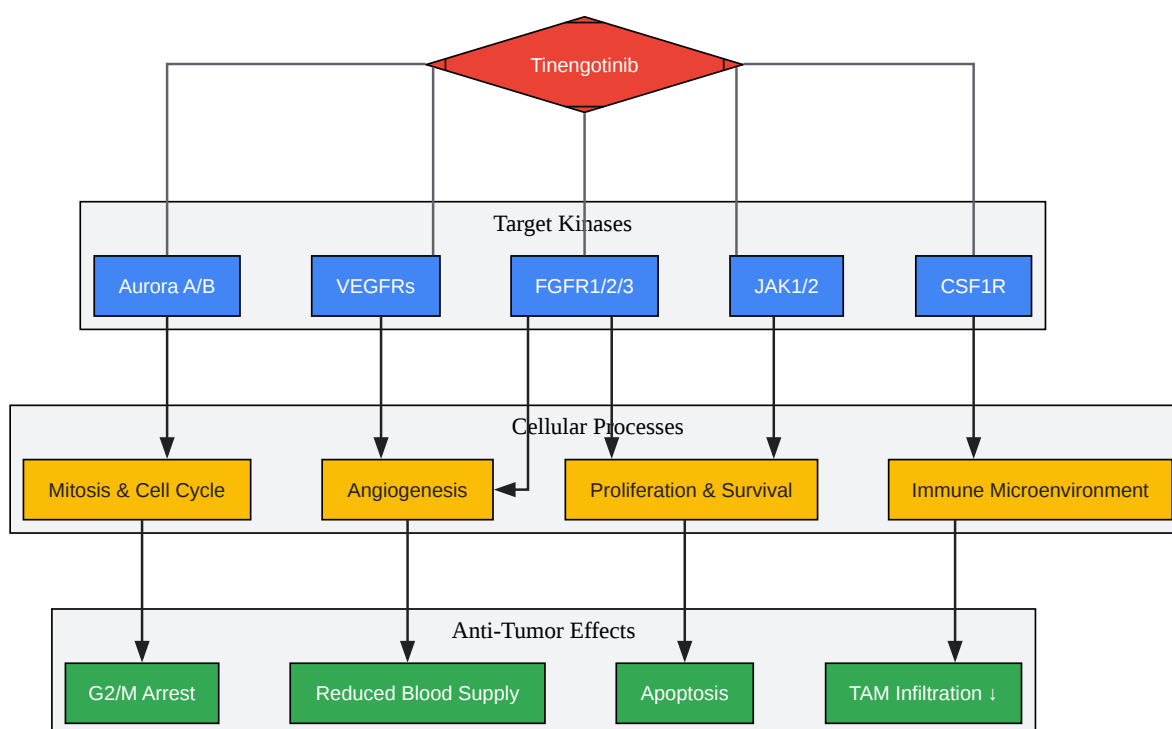 Tinengotinib
Target Kinases
Aurora A/B
VEGFRs
FGFR1/2/3
JAK1/2
CSF1R
Cellular Processes
Mitosis & Cell Cycle
Angiogenesis
Proliferation & Survival
Immune Microenvironment
Anti-Tumor Effects
G2/M Arrest
Reduced Blood Supply
Apoptosis
TAM Infiltration ↓